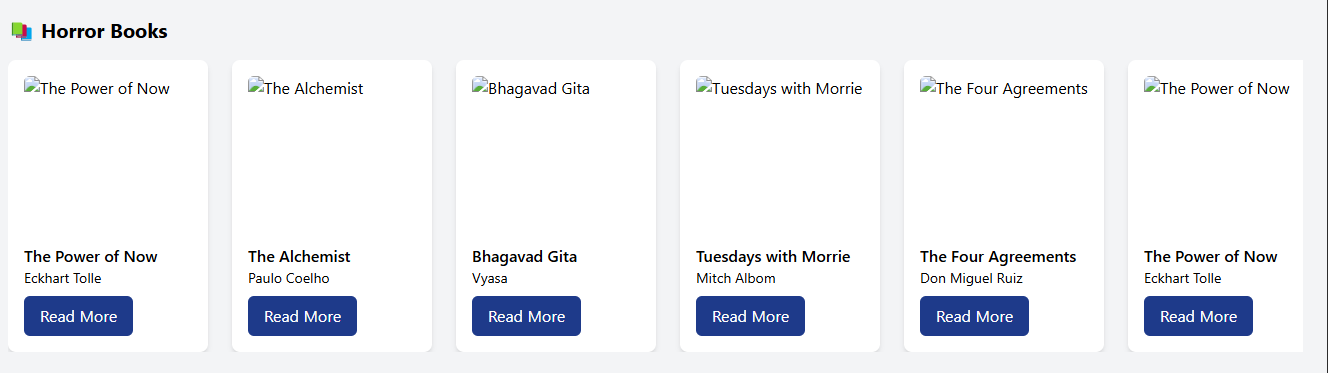 Horror Books
The Power of Now
The Alchemist
Bhagavad Gita
Tuesdays with Morrie
The Four Agreements
The Power of Now
The Power of Now
Eckhart Tolle
Read More
The Alchemist
Paulo Coelho
Read More
Bhagavad Gita
Vyasa
Read More
Tuesdays with Morrie
Mitch Albom
Read More
The Four Agreements
Don Miguel Ruiz
Read More
The Power of Now
Eckhart Tolle
Read More